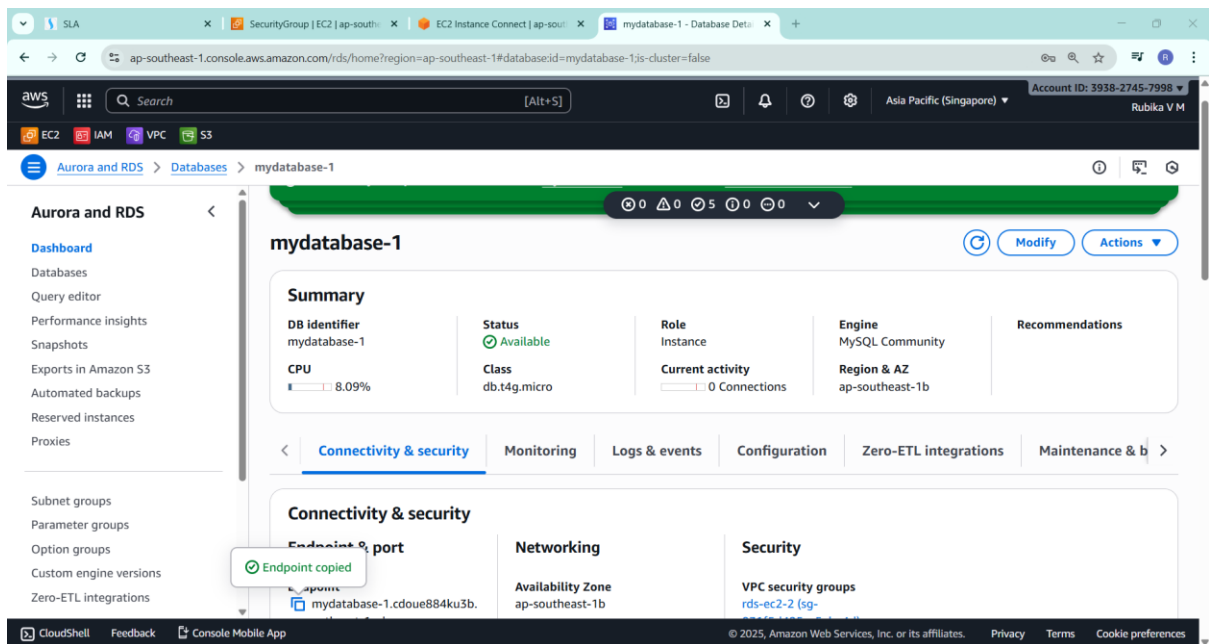 SLA
SecurityGroup | EC2 | ap-southe
EC2 Instance Connect | ap-sout
mydatabase-1 - Database Deta
ap-southeast-1.console.aws.amazon.com/rds/home?region=ap-southeast-1#database:id=mydatabase-1;is-cluster=false
R
aws
Search
[Alt+S]
Asia Pacific (Singapore)
Account ID: 3938-2745-7998
Rubika V M
EC2 IAM VPC S3
Aurora and RDS > Databases > mydatabase-1
0 0 5 0 0
Aurora and RDS
Dashboard
Databases
Query editor
Performance insights
Snapshots
Exports in Amazon S3
Automated backups
Reserved instances
Proxies
Subnet groups
Parameter groups
Option groups
Custom engine versions
Zero-ETL integrations
mydatabase-1
Modify
Actions
Summary
DB identifier
mydatabase-1
Status
Available
Role
Instance
Engine
MySQL Community
Recommendations
CPU
8.09%
Class
db.t4g.micro
Current activity
0 Connections
Region & AZ
ap-southeast-1b
Connectivity & security
Monitoring
Logs & events
Configuration
Zero-ETL integrations
Maintenance & b
Connectivity & security
Endpoint & port
Endpoint copied
Endpoint
mydatabase-1.cdoue884ku3b.
Networking
Availability Zone
ap-southeast-1b
Security
VPC security groups
rds-ec2-2 (sg-
CloudShell Feedback Console Mobile App
© 2025, Amazon Web Services, Inc. or its affiliates. Privacy Terms Cookie preferences